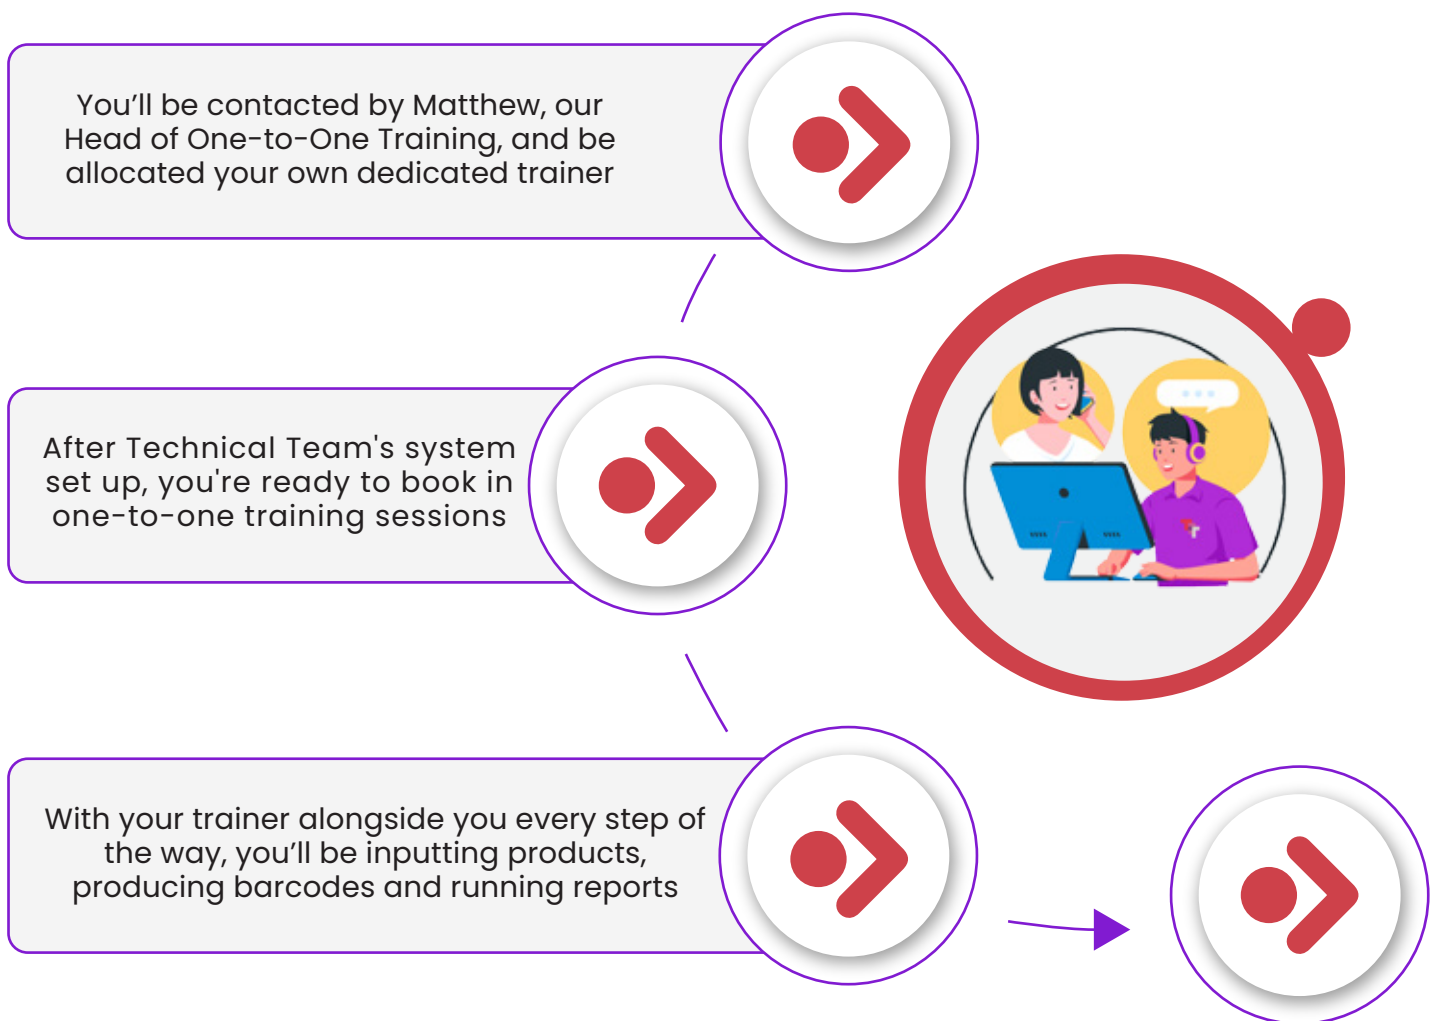 You’ll be contacted by Matthew, our
Head of One-to-One Training, and be
allocated your own dedicated trainer
After Technical Team's system
set up, you're ready to book in
one-to-one training sessions
With your trainer alongside you every step of
the way, you’ll be inputting products,
producing barcodes and running reports